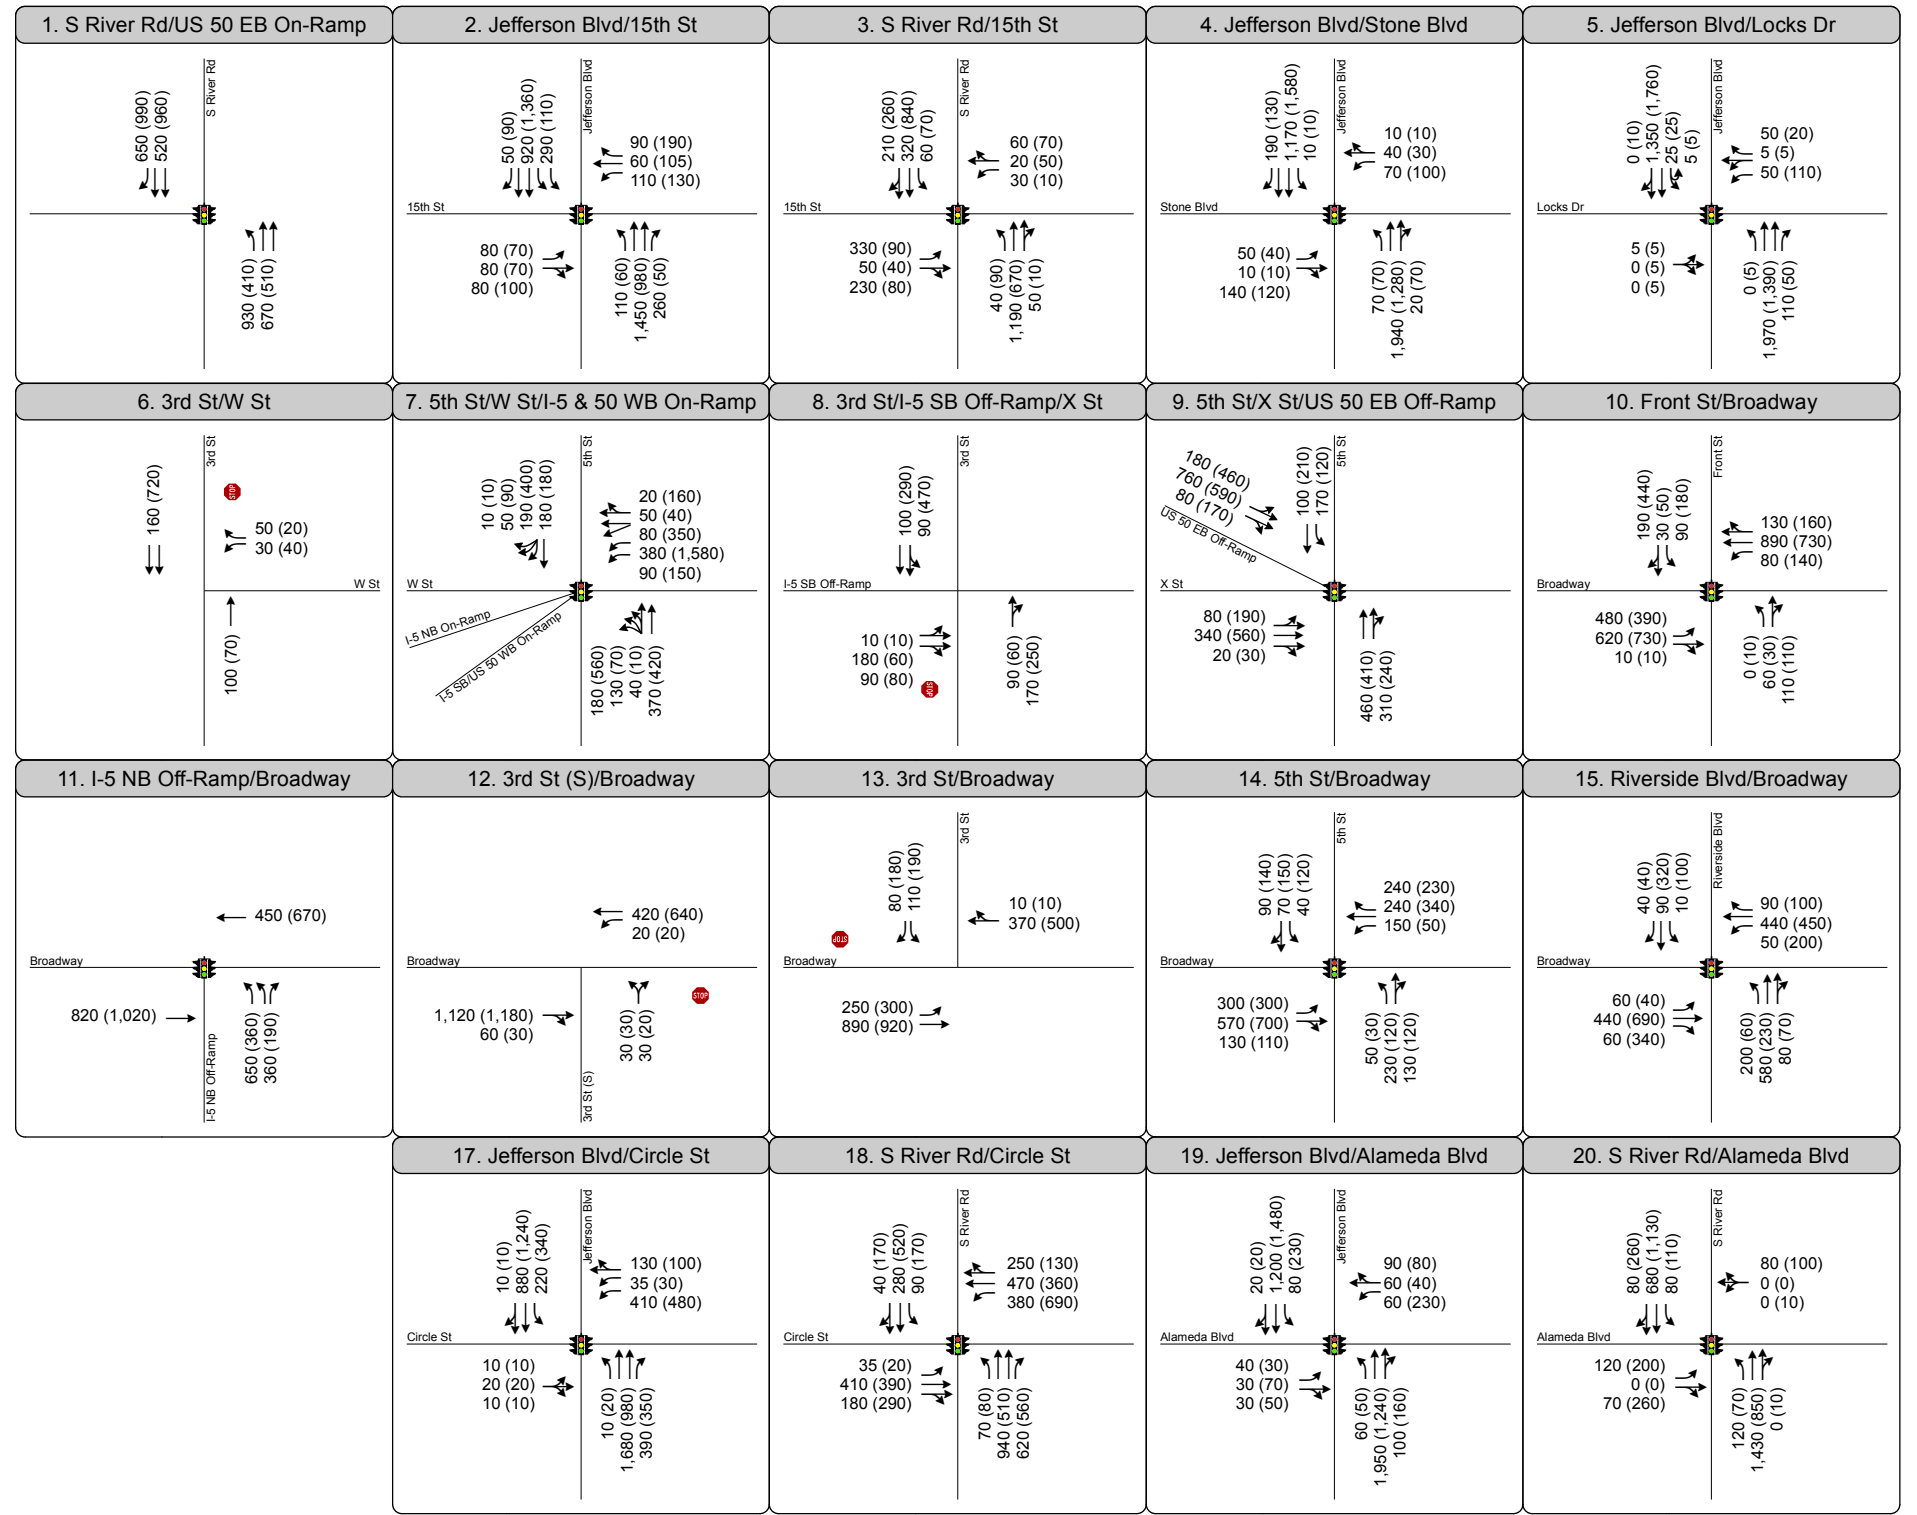 1. S River Rd/US 50 EB On-Ramp
S River Rd
650 (990)
520 (960)
930 (410)
670 (510)
2. Jefferson Blvd/15th St
Jefferson Blvd
50 (90)
920 (1,360)
290 (110)
90 (190)
60 (105)
110 (130)
15th St
80 (70)
80 (70)
80 (100)
110 (60)
1,450 (980)
260 (50)
3. S River Rd/15th St
S River Rd
210 (260)
320 (840)
60 (70)
60 (70)
20 (50)
30 (10)
15th St
330 (90)
50 (40)
230 (80)
40 (90)
1,190 (670)
50 (10)
4. Jefferson Blvd/Stone Blvd
Jefferson Blvd
190 (130)
1,170 (1,580)
10 (10)
10 (10)
40 (30)
70 (100)
Stone Blvd
50 (40)
10 (10)
140 (120)
70 (70)
1,940 (1,280)
20 (70)
5. Jefferson Blvd/Locks Dr
Jefferson Blvd
0 (10)
1,350 (1,760)
25 (25)
5 (5)
50 (20)
5 (5)
50 (110)
Locks Dr
5 (5)
0 (5)
0 (5)
0 (5)
1,970 (1,390)
110 (50)
6. 3rd St/W St
3rd St
160 (720)
STOP
50 (20)
30 (40)
W St
100 (70)
7. 5th St/W St/I-5 & 50 WB On-Ramp
5th St
10 (10)
50 (90)
190 (400)
180 (180)
20 (160)
50 (40)
80 (350)
380 (1,580)
90 (150)
W St
I-5 NB On-Ramp
I-5 SB/US 50 WB On-Ramp
180 (560)
130 (70)
40 (10)
370 (420)
8. 3rd St/I-5 SB Off-Ramp/X St
3rd St
100 (290)
90 (470)
I-5 SB Off-Ramp
10 (10)
180 (60)
90 (80)
STOP
90 (60)
170 (250)
9. 5th St/X St/US 50 EB Off-Ramp
5th St
180 (460)
760 (590)
80 (170)
US 50 EB Off-Ramp
100 (210)
170 (120)
X St
80 (190)
340 (560)
20 (30)
460 (410)
310 (240)
10. Front St/Broadway
Front St
190 (440)
30 (50)
90 (180)
130 (160)
890 (730)
80 (140)
Broadway
480 (390)
620 (730)
10 (10)
0 (10)
60 (30)
110 (110)
11. I-5 NB Off-Ramp/Broadway
450 (670)
Broadway
820 (1,020)
I-5 NB Off-Ramp
650 (360)
360 (190)
12. 3rd St (S)/Broadway
420 (640)
20 (20)
Broadway
STOP
1,120 (1,180)
60 (30)
3rd St (S)
30 (30)
30 (20)
13. 3rd St/Broadway
3rd St
80 (180)
110 (190)
10 (10)
370 (500)
STOP
Broadway
250 (300)
890 (920)
14. 5th St/Broadway
5th St
90 (140)
70 (150)
40 (120)
240 (230)
240 (340)
150 (50)
Broadway
300 (300)
570 (700)
130 (110)
50 (30)
230 (120)
130 (120)
15. Riverside Blvd/Broadway
Riverside Blvd
40 (40)
90 (320)
10 (100)
90 (100)
440 (450)
50 (200)
Broadway
60 (40)
440 (690)
60 (340)
200 (60)
580 (230)
80 (70)
17. Jefferson Blvd/Circle St
Jefferson Blvd
10 (10)
880 (1,240)
220 (340)
130 (100)
35 (30)
410 (480)
Circle St
10 (10)
20 (20)
10 (10)
10 (20)
1,680 (980)
390 (350)
18. S River Rd/Circle St
S River Rd
40 (170)
280 (520)
90 (170)
250 (130)
470 (360)
380 (690)
Circle St
35 (20)
410 (390)
180 (290)
70 (80)
940 (510)
620 (560)
19. Jefferson Blvd/Alameda Blvd
Jefferson Blvd
20 (20)
1,200 (1,480)
80 (230)
90 (80)
60 (40)
60 (230)
Alameda Blvd
40 (30)
30 (70)
30 (50)
60 (50)
1,950 (1,240)
100 (160)
20. S River Rd/Alameda Blvd
S River Rd
80 (260)
680 (1,130)
80 (110)
80 (100)
0 (0)
0 (10)
Alameda Blvd
120 (200)
0 (0)
70 (260)
120 (70)
1,430 (850)
0 (10)